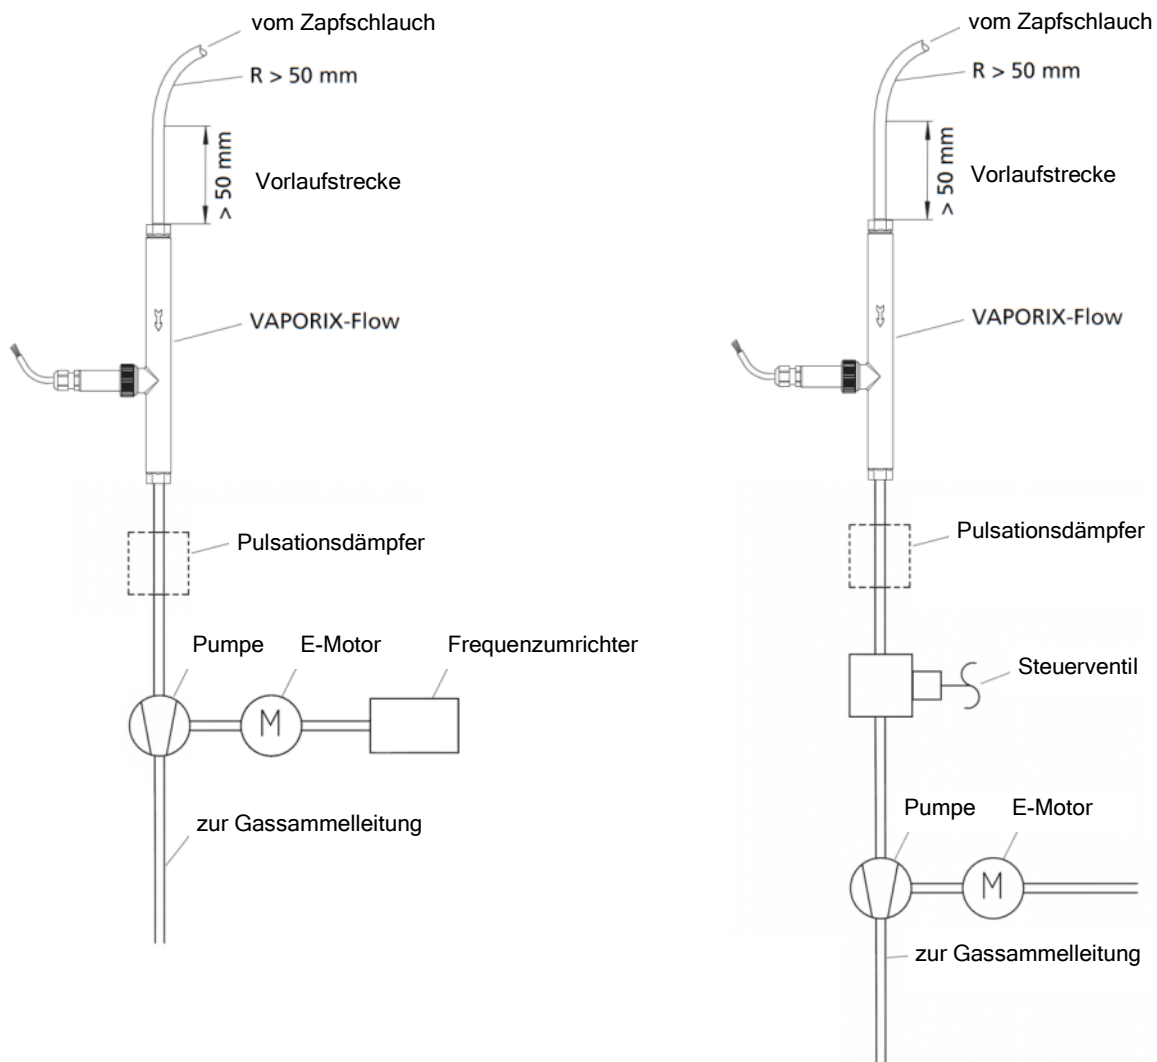 vom Zapfschlauch
R > 50 mm
> 50 mm
Vorlaufstrecke
VAPORIX-Flow
Pulsationsdämpfer
Pumpe
E-Motor
Frequenzumrichter
M
zur Gassammelleitung
vom Zapfschlauch
R > 50 mm
> 50 mm
Vorlaufstrecke
VAPORIX-Flow
Pulsationsdämpfer
Steuerventil
Pumpe
E-Motor
M
zur Gassammelleitung